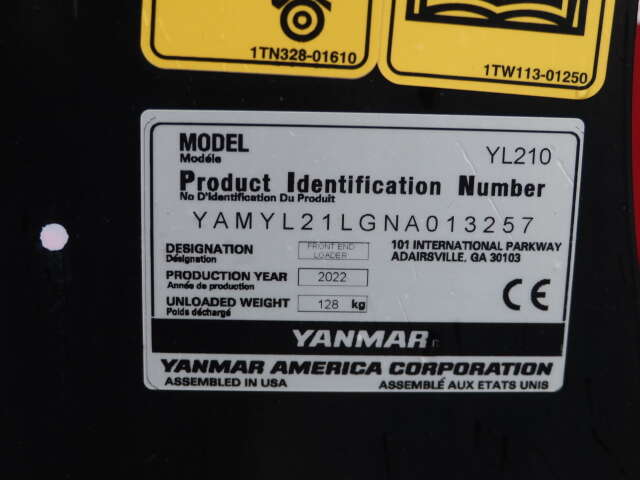 1TN328-01610
1TW113-01250
MODEL YL210
Modèle
Product Identification Number
No D'Identification Du Produit
YAMYL21LGNA013257
DESIGNATION FRONT END LOADER
Désignation
101 INTERNATIONAL PARKWAY
ADAIRSVILLE, GA 30103
PRODUCTION YEAR 2022
Année de production
UNLOADED WEIGHT 128 kg
Poids déchargé
CE
YANMAR
YANMAR AMERICA CORPORATION
ASSEMBLED IN USA ASSEMBLÉ AUX ETATS UNIS